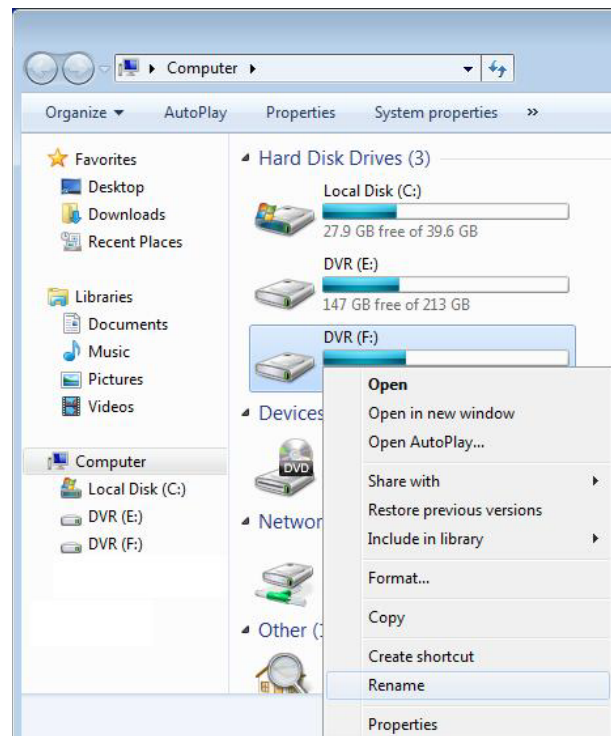 Computer
Organize
AutoPlay
Properties
System properties
»
Favorites
Desktop
Downloads
Recent Places
Libraries
Documents
Music
Pictures
Videos
Computer
Local Disk (C:)
DVR (E:)
DVR (F:)
Hard Disk Drives (3)
Local Disk (C:)
27.9 GB free of 39.6 GB
DVR (E:)
147 GB free of 213 GB
DVR (F:)
Devices
DVD
Networ
Other (
Open
Open in new window
Open AutoPlay...
Share with
Restore previous versions
Include in library
Format...
Copy
Create shortcut
Rename
Properties